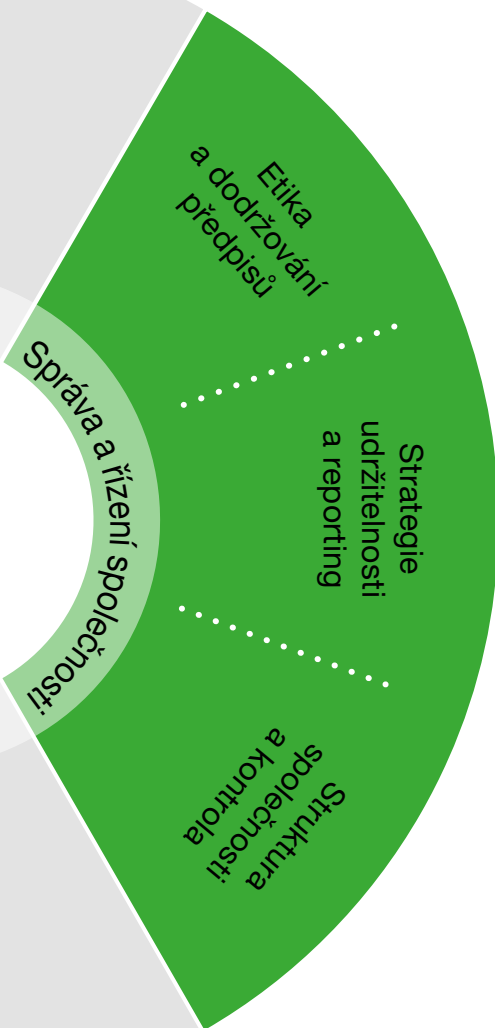 Správa a řízení společnosti
Etika
a dodržování
předpisů
Strategie
udržitelnosti
a reporting
Struktura
společnosti
a kontrola